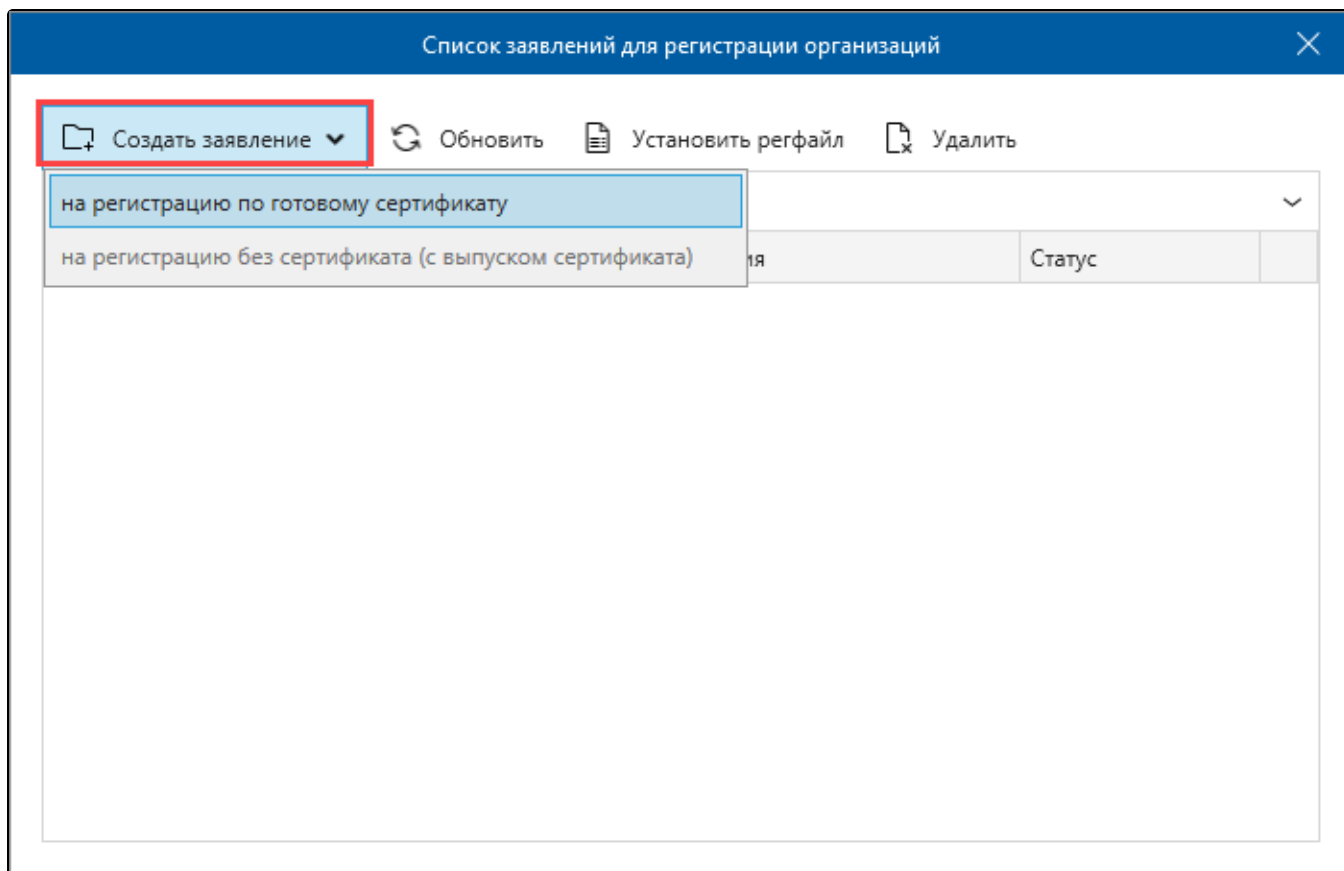 Список заявлений для регистрации организаций
Создать заявление Обновить Установить регфайл Удалить
на регистрацию по готовому сертификату
на регистрацию без сертификата (с выпуском сертификата) Статус